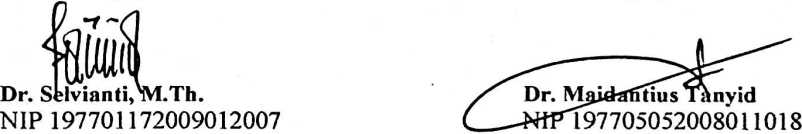 Dr. Selvianti, M.Th.
NIP 197701172009012007
Dr. Maidantius Tanyid
NIP 197705052008011018